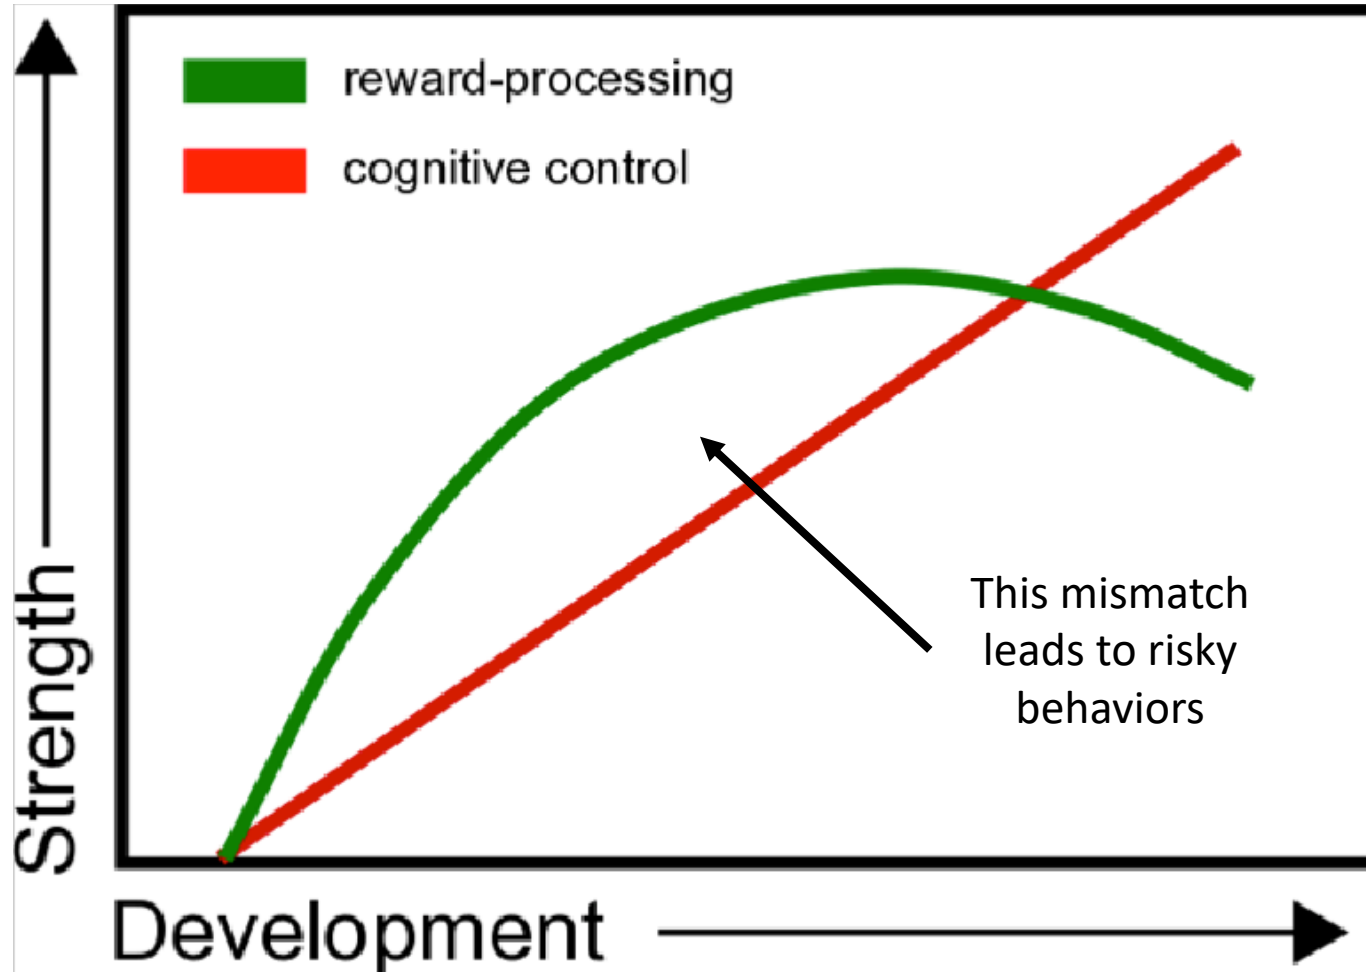 reward-processing
cognitive control
This mismatch
leads to risky
behaviors
Strength
Development